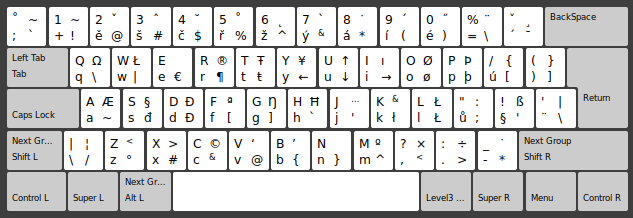 ° ~ 1 ~ 2 ˇ 3 ^ 4 ˘ 5 ° 6 ˛ 7 ` 8 ˙ 9 ´ 0 ˝ % ¨ ˇ ¸ BackSpace
; ` + ! ě @ š # č $ ř % ž ^ ý & á * í ( é ) = \ ´ ¯
Left Tab Q Ω W Ł E R ® T Ŧ Z ¥ U ↑ I ı O Ø P Þ / { ( }
Tab q \ w | e € r ¶ t ŧ y ← u ↓ i → o ø p þ ú [ ) ]
Caps Lock A Æ S § D Ð F ª G Ŋ H Ħ J K & L Ł " : ! ß ' | Return
a ~ s đ d Đ f [ g ] h ` j ' k ł l Ł ů ; § ' ¨ \
Next Gr... | ¦ Z < X > C © V ‘ B ’ N M º ? × : ÷ _ ˙ Next Group
Shift L \ / z ° x # c & v @ b { n } m ^ , < . > - * Shift R
Control L Super L Next Gr... Alt L Level3 ... Super R Menu Control R